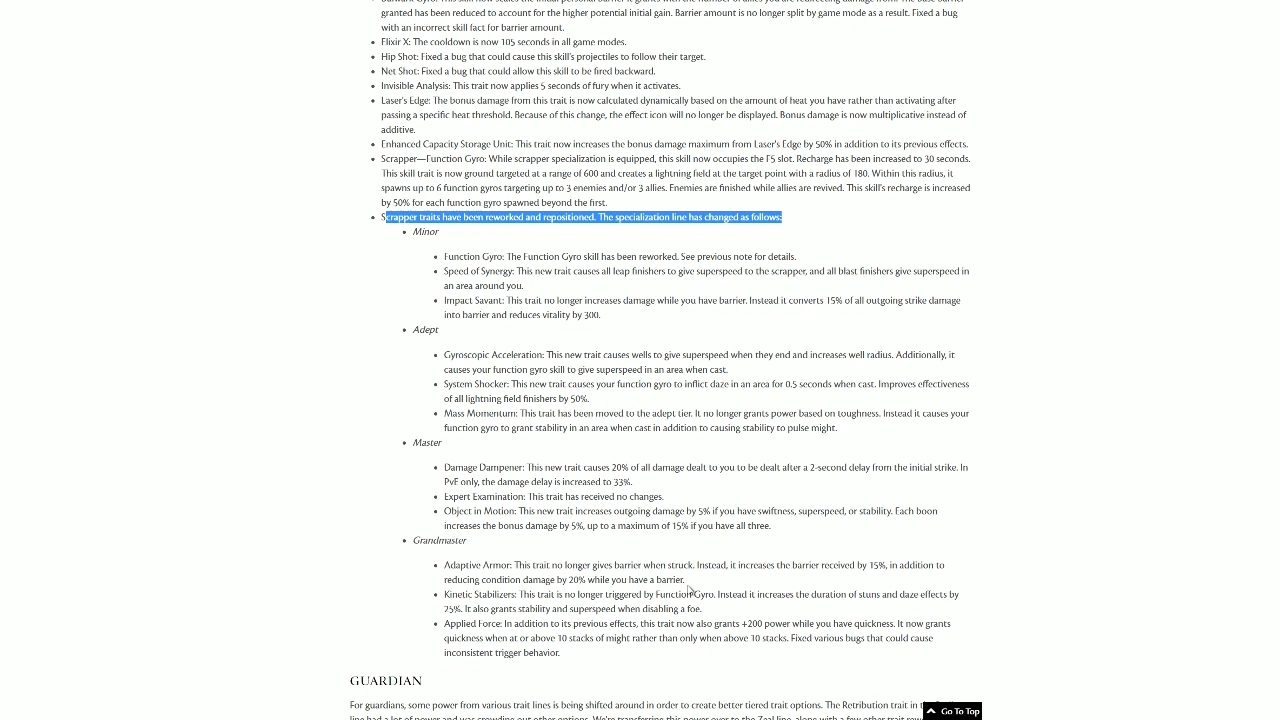 granted has been reduced to account for the higher potential initial gain. Barrier amount is no longer split by game mode as a result. Fixed a bug
with an incorrect skill fact for barrier amount.
Elixir X: The cooldown is now 105 seconds in all game modes.
Hip Shot: Fixed a bug that could cause this skill's projectiles to follow their target.
Net Shot: Fixed a bug that could allow this skill to be fired backward.
Invisible Analysis: This trait now applies 5 seconds of fury when it activates.
Laser's Edge: The bonus damage from this trait is now calculated dynamically based on the amount of heat you have rather than activating after
passing a specific heat threshold. Because of this change, the effect icon will no longer be displayed. Bonus damage is now multiplicative instead of
additive.
Enhanced Capacity Storage Unit: This trait now increases the bonus damage maximum from Laser's Edge by 50% in addition to its previous effects.
Scrapper—Function Gyro: While scrapper specialization is equipped, this skill now occupies the F5 slot. Recharge has been increased to 30 seconds.
This skill trait is now ground targeted at a range of 600 and creates a lightning field at the target point with a radius of 180. Within this radius, it
spawns up to 6 function gyros targeting up to 3 enemies and/or 3 allies. Enemies are finished while allies are revived. This skill's recharge is increased
by 50% for each function gyro spawned beyond the first.
Scrapper traits have been reworked and repositioned. The specialization line has changed as follows:
Minor
Function Gyro: The Function Gyro skill has been reworked. See previous note for details.
Speed of Synergy: This new trait causes all leap finishers to give superspeed to the scrapper, and all blast finishers give superspeed in
an area around you.
Impact Savant: This trait no longer increases damage while you have barrier. Instead it converts 15% of all outgoing strike damage
into barrier and reduces vitality by 300.
Adept
Gyroscopic Acceleration: This new trait causes wells to give superspeed when they end and increases well radius. Additionally, it
causes your function gyro skill to give superspeed in an area when cast.
System Shocker: This new trait causes your function gyro to inflict daze in an area for 0.5 seconds when cast. Improves effectiveness
of all lightning field finishers by 50%.
Mass Momentum: This trait has been moved to the adept tier. It no longer grants power based on toughness. Instead it causes your
function gyro to grant stability in an area when cast in addition to causing stability to pulse might.
Master
Damage Dampener: This new trait causes 20% of all damage dealt to you to be dealt after a 2-second delay from the initial strike. In
PvE only, the damage delay is increased to 33%.
Expert Examination: This trait has received no changes.
Object in Motion: This new trait increases outgoing damage by 5% if you have swiftness, superspeed, or stability. Each boon
increases the bonus damage by 5%, up to a maximum of 15% if you have all three.
Grandmaster
Adaptive Armor: This trait no longer gives barrier when struck. Instead, it increases the barrier received by 15%, in addition to
reducing condition damage by 20% while you have a barrier.
Kinetic Stabilizers: This trait is no longer triggered by Function Gyro. Instead it increases the duration of stuns and daze effects by
25%. It also grants stability and superspeed when disabling a foe.
Applied Force: In addition to its previous effects, this trait now also grants +200 power while you have quickness. It now grants
quickness when at or above 10 stacks of might rather than only when above 10 stacks. Fixed various bugs that could cause
inconsistent trigger behavior.
GUARDIAN
For guardians, some power from various trait lines is being shifted around in order to create better tiered trait options. The Retribution trait in
Go To Top